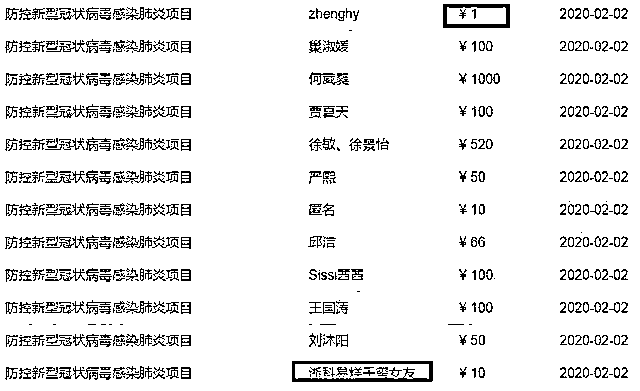 防控新型冠状病毒感染肺炎项目 zhenghy ￥1 2020-02-02
防控新型冠状病毒感染肺炎项目 淑媛 ￥100 2020-02-02
防控新型冠状病毒感染肺炎项目 何 ￥1000 2020-02-02
防控新型冠状病毒感染肺炎项目 贾夏天 ￥100 2020-02-02
防控新型冠状病毒感染肺炎项目 徐敏、徐景怡 ￥520 2020-02-02
防控新型冠状病毒感染肺炎项目 严熙 ￥50 2020-02-02
防控新型冠状病毒感染肺炎项目 匿名 ￥10 2020-02-02
防控新型冠状病毒感染肺炎项目 邱洁 ￥66 2020-02-02
防控新型冠状病毒感染肺炎项目 Sissi茜茜 ￥100 2020-02-02
防控新型冠状病毒感染肺炎项目 王国涛 ￥100 2020-02-02
防控新型冠状病毒感染肺炎项目 刘沐阳 ￥50 2020-02-02
防控新型冠状病毒感染肺炎项目 浙科易烊千玺女友 ￥10 2020-02-02